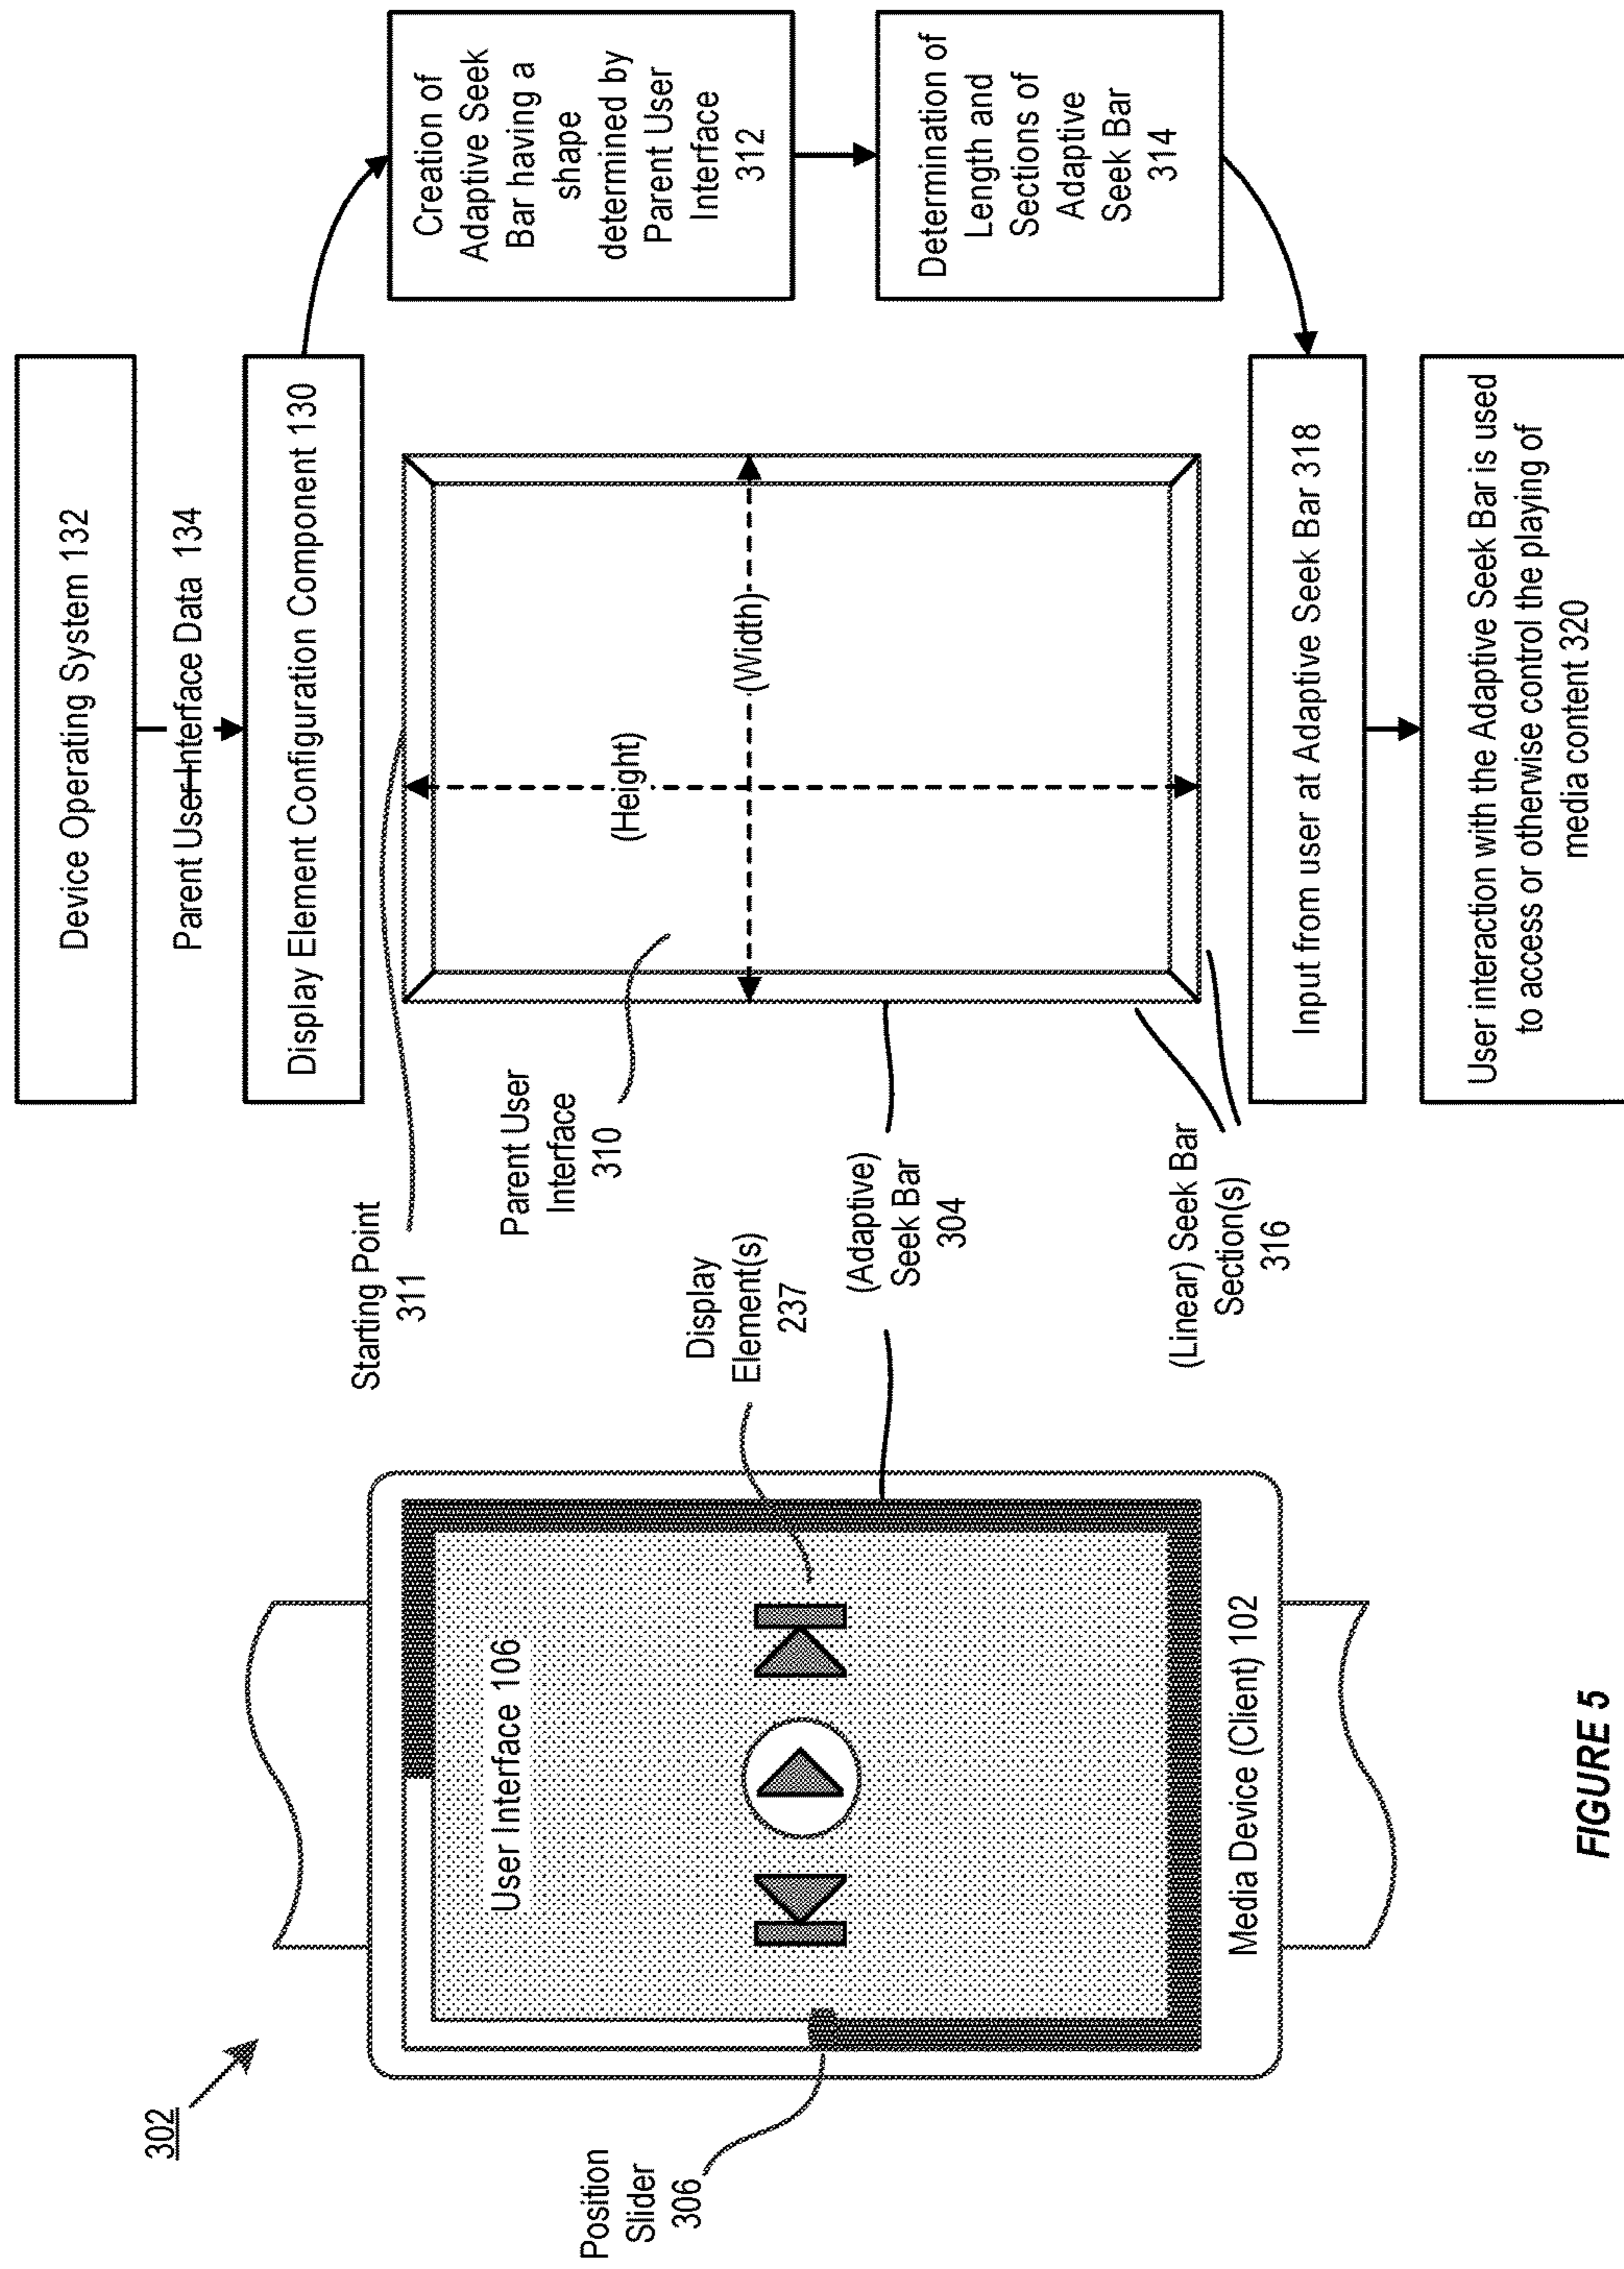 302
Position
Slider
306
User Interface 106
Media Device (Client) 102
Starting Point
311
Display
Element(s)
237
Parent User
Interface
310
(Adaptive)
Seek Bar
304
(Linear) Seek Bar
Section(s)
316
Device Operating System 132
Parent User Interface Data 134
Display Element Configuration Component 130
(Height)
(Width)
Creation of
Adaptive Seek
Bar having a
shape
determined by
Parent User
Interface
312
Determination of
Length and
Sections of
Adaptive
Seek Bar
314
Input from user at Adaptive Seek Bar 318
User interaction with the Adaptive Seek Bar is used
to access or otherwise control the playing of
media content 320
FIGURE 5